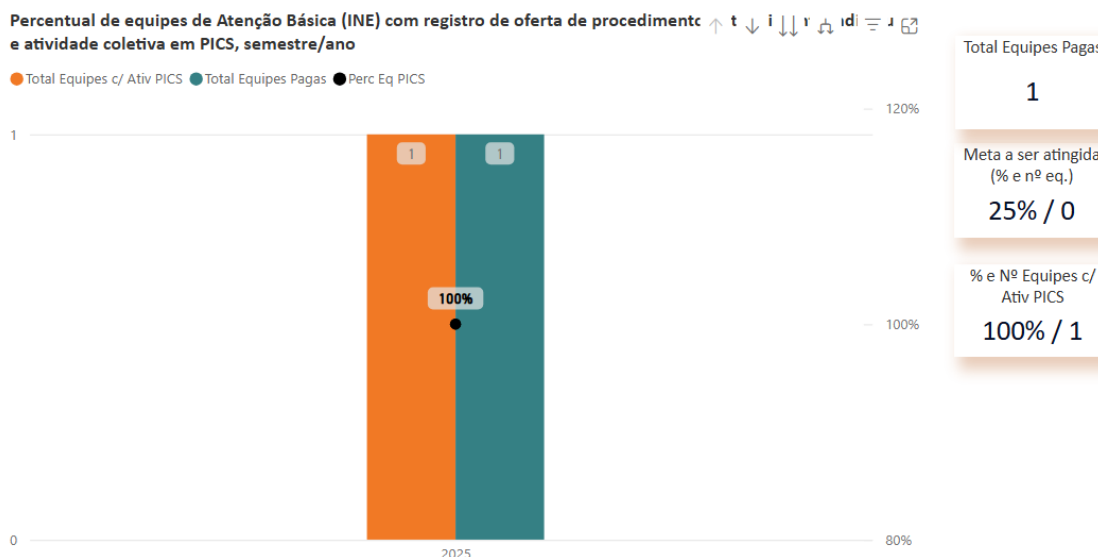 Percentual de equipes de Atenção Básica (INE) com registro de oferta de procedimento
e atividade coletiva em PICS, semestre/ano
Total Equipes c/ Ativ PICS Total Equipes Pagas Perc Eq PICS
120%
1
1 1
100%
100%
0
80%
2025
Total Equipes Pagas
1
Meta a ser atingida
(% e nº eq.)
25% / 0
% e Nº Equipes c/
Ativ PICS
100% / 1